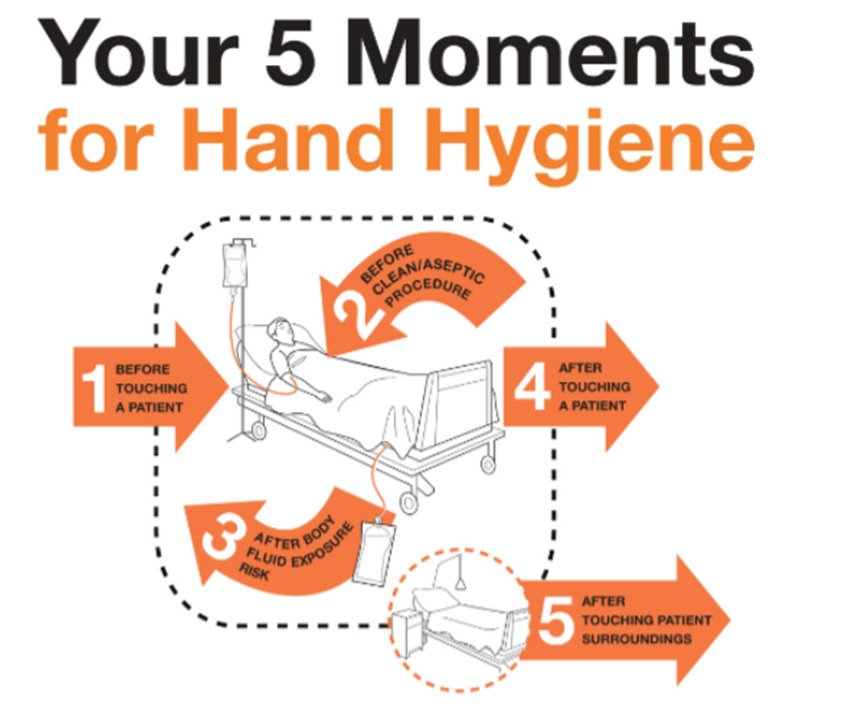 Your 5 Moments
for Hand Hygiene
1
BEFORE
TOUCHING
A PATIENT
2
BEFORE
CLEAN/ASEPTIC
PROCEDURE
3
AFTER BODY
FLUID EXPOSURE
RISK
4
AFTER
TOUCHING
A PATIENT
5
AFTER
TOUCHING PATIENT
SURROUNDINGS